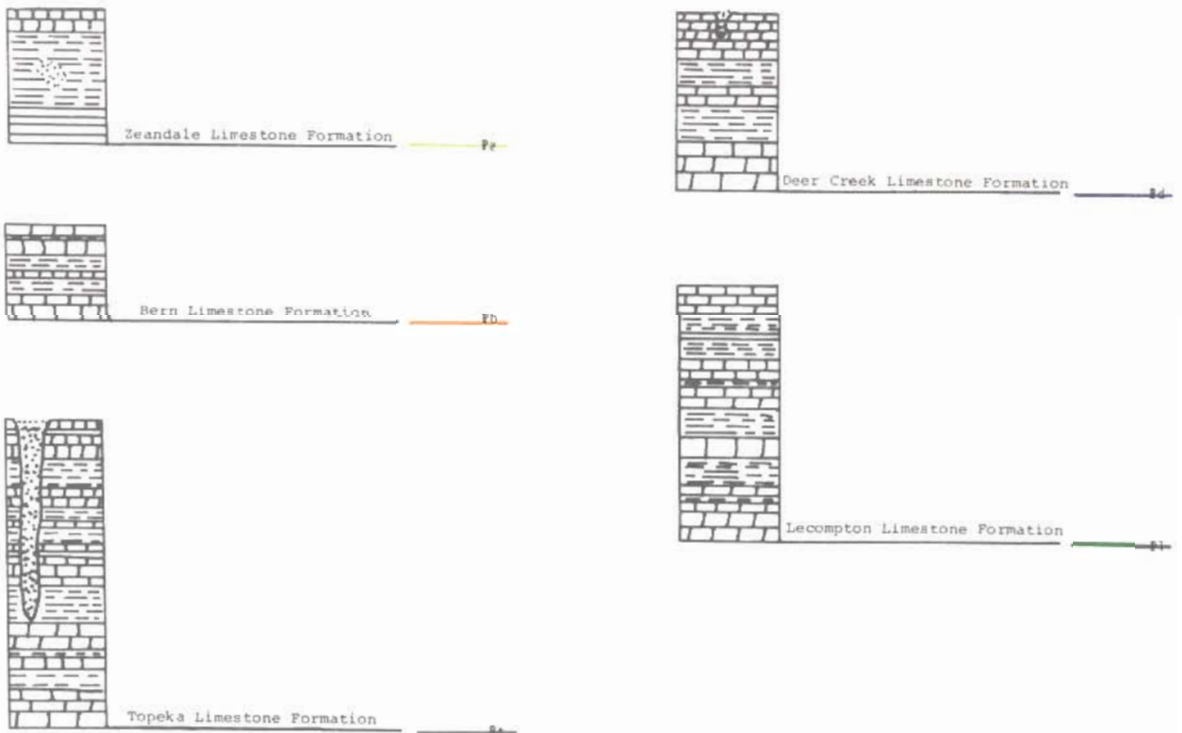 Zeandale Limestone Formation
Bern Limestone Formation
Topeka Limestone Formation
Deer Creek Limestone Formation
Lecompton Limestone Formation